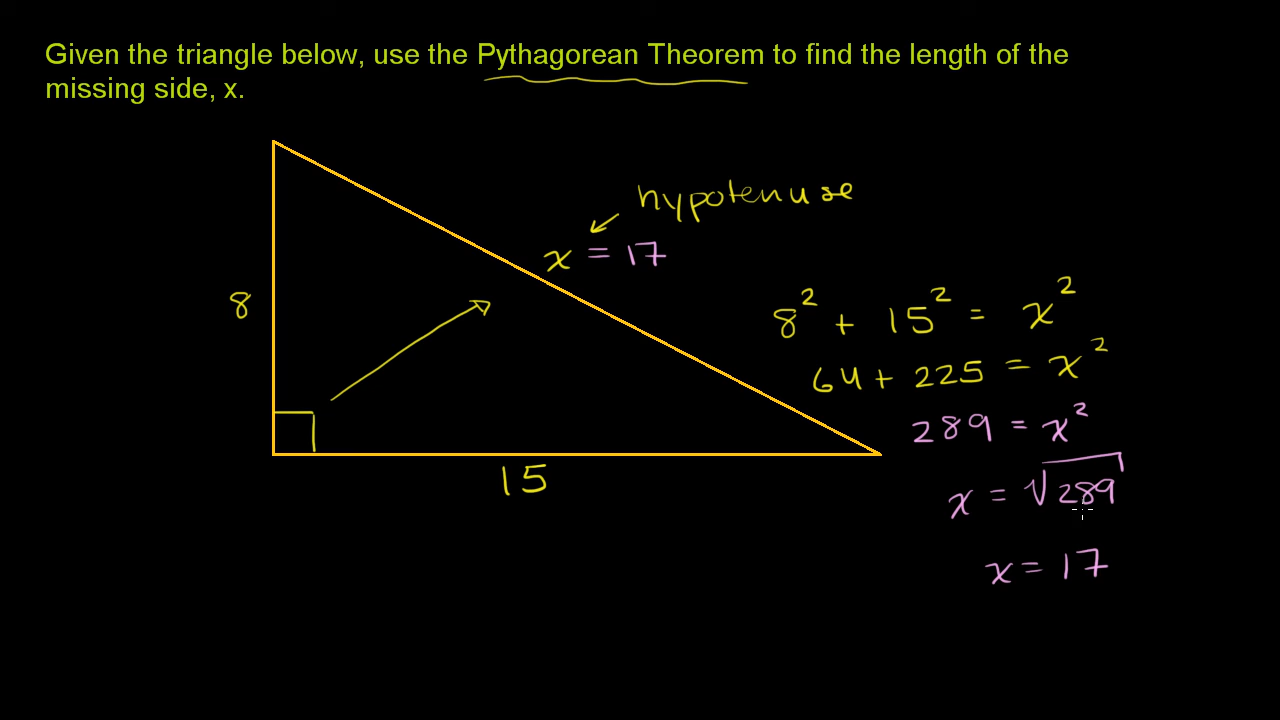 Given the triangle below, use the Pythagorean Theorem to find the length of the
missing side, x.
hypotenuse
x = 17
8
8² + 15² = x²
64 + 225 = x²
289 = x²
15
x = √289
x = 17